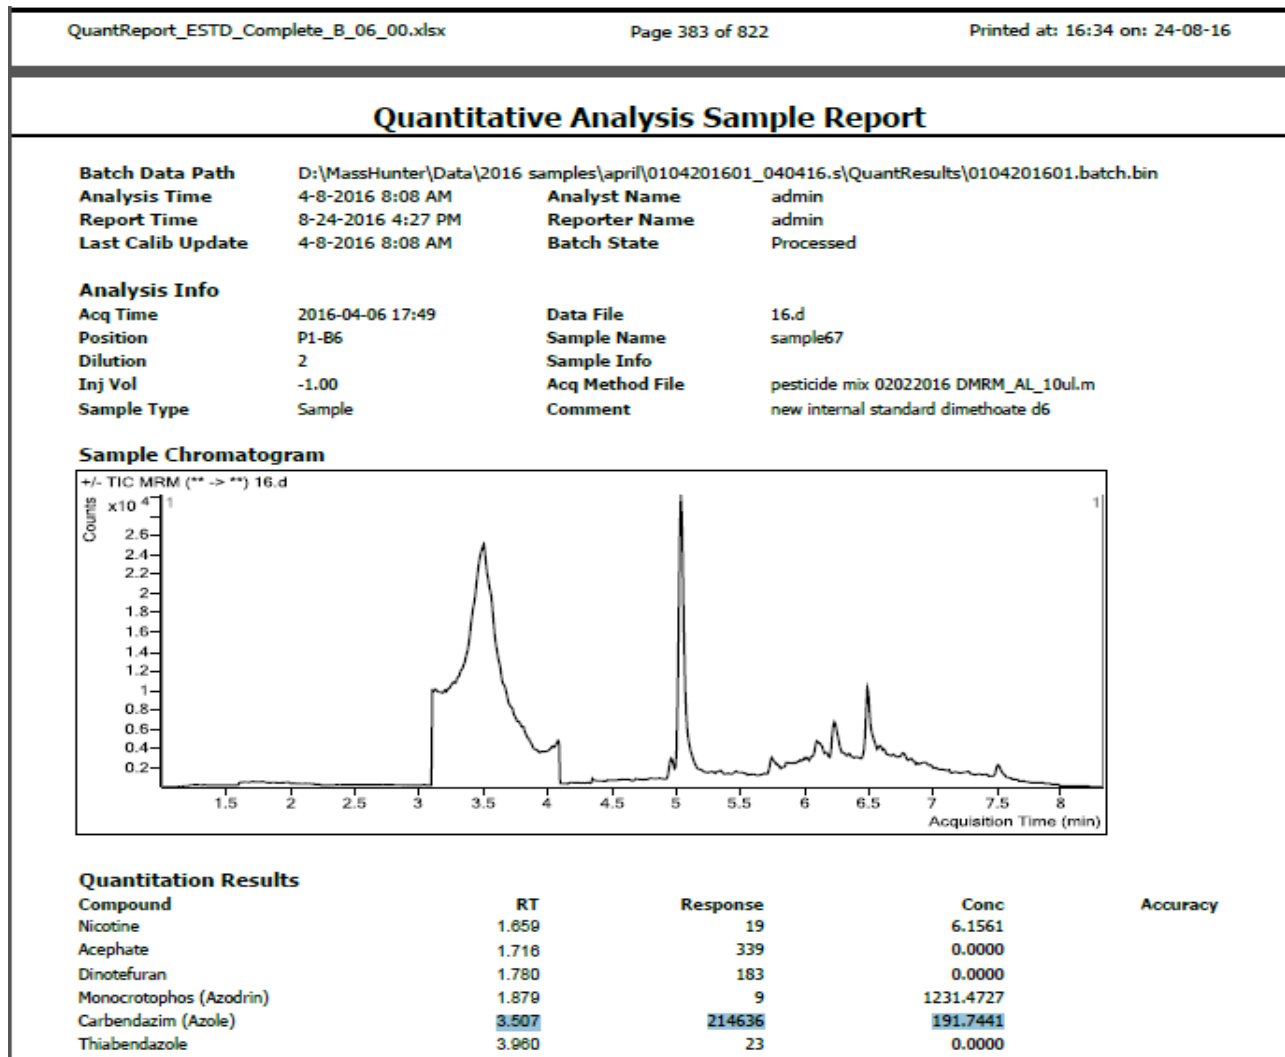 QuantReport_ESTD_Complete_B_06_00.xlsx Page 383 of 822 Printed at: 16:34 on: 24-08-16
Quantitative Analysis Sample Report
Batch Data Path D:\MassHunter\Data\2016 samples\april\0104201601_040416.s\QuantResults\0104201601.batch.bin
Analysis Time 4-8-2016 8:08 AM Analyst Name admin
Report Time 8-24-2016 4:27 PM Reporter Name admin
Last Calib Update 4-8-2016 8:08 AM Batch State Processed
Analysis Info
Acq Time 2016-04-06 17:49 Data File 16.d
Position P1-B6 Sample Name sample67
Dilution 2 Sample Info
Inj Vol -1.00 Acq Method File pesticide mix 02022016 DMRM_AL_10ul.m
Sample Type Sample Comment new internal standard dimethoate d6
Sample Chromatogram
+/- TIC MRM (** -> **) 16.d
Counts x10 4 1 1
2.6
2.4
2.2
2
1.8
1.6
1.4
1.2
1
0.8
0.6
0.4
0.2
1.5 2 2.5 3 3.5 4 4.5 5 5.5 6 6.5 7 7.5 8
Acquisition Time (min)
Quantitation Results
Compound RT Response Conc Accuracy
Nicotine 1.659 19 6.1561
Acephate 1.716 339 0.0000
Dinotefuran 1.780 183 0.0000
Monocrotophos (Azodrin) 1.879 9 1231.4727
Carbendazim (Azole) 3.507 214636 191.7441
Thiabendazole 3.960 23 0.0000